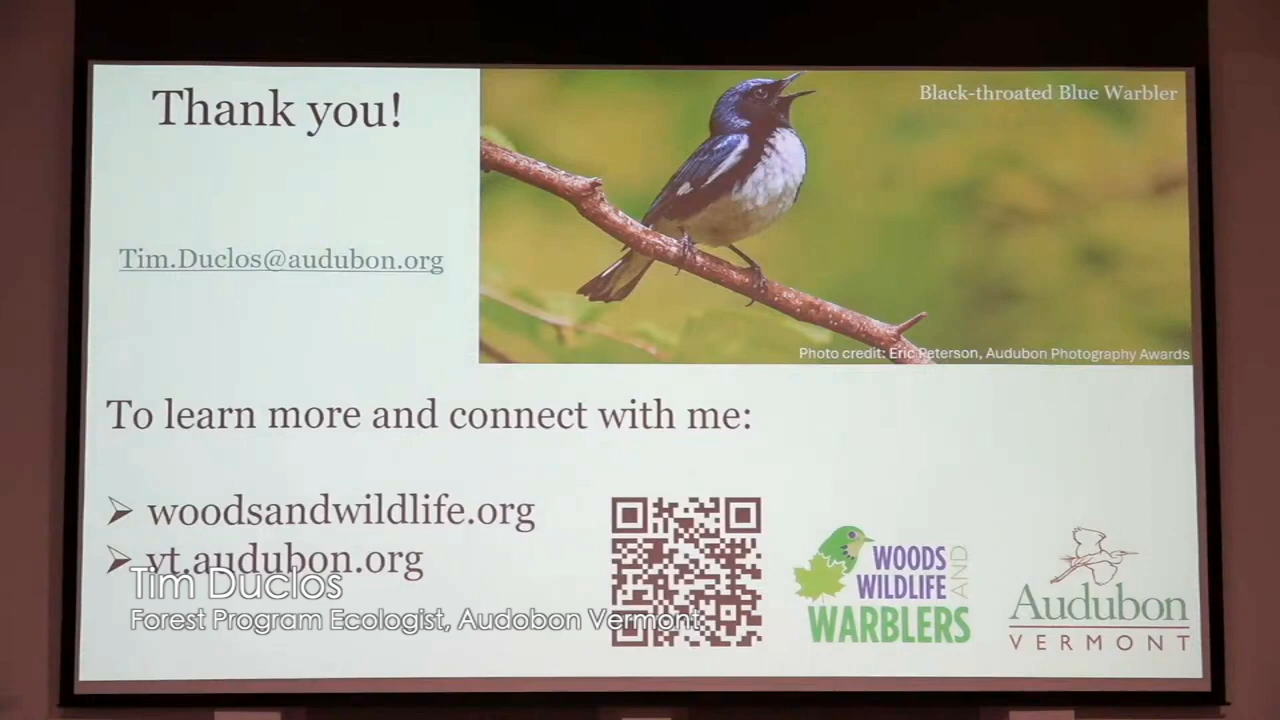 Thank you!
Black-throated Blue Warbler
Tim.Duclos@audubon.org
Photo credit: Eric Peterson, Audubon Photography Awards
To learn more and connect with me:
woodsandwildlife.org
vt.audubon.org
Tim Duclos
Forest Program Ecologist, Audobon Vermont
WOODS
AND
WILDLIFE
WARBLERS
Audubon
VERMONT